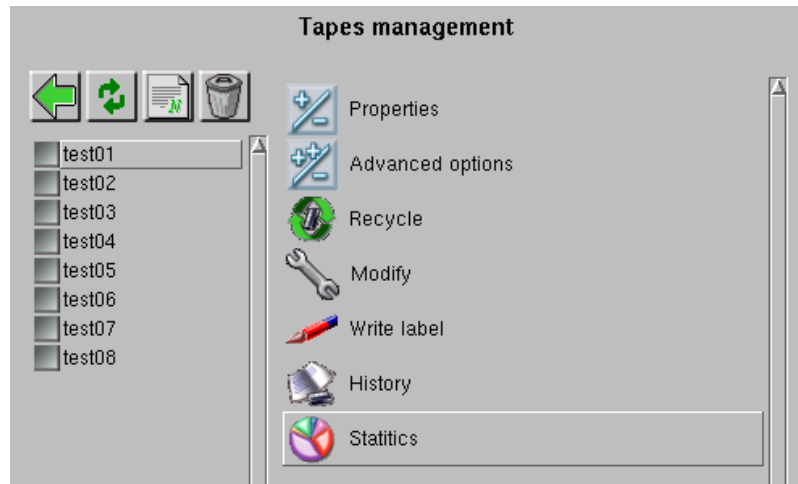 Tapes management
N
test01
test02
test03
test04
test05
test06
test07
test08
Properties
Advanced options
Recycle
Modify
Write label
History
Statitics